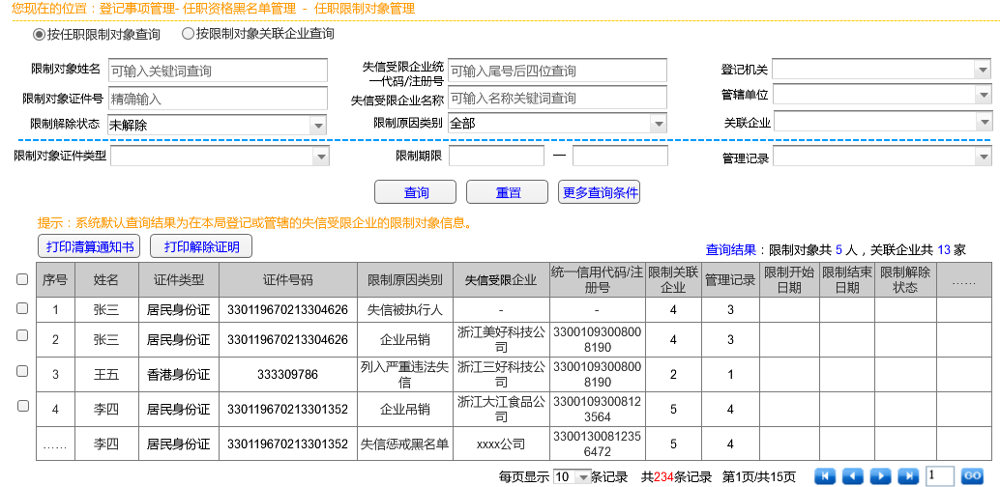 您现在的位置：登记事项管理- 任职资格黑名单管理 - 任职限制对象管理
按任职限制对象查询 按限制对象关联企业查询
限制对象姓名 可输入关键词查询 失信受限企业统一代码/注册号 可输入尾号后四位查询 登记机关
限制对象证件号 精确输入 失信受限企业名称 可输入名称关键词查询 管辖单位
限制解除状态 未解除 限制原因类别 全部 关联企业
限制对象证件类型 限制期限 — 管理记录
查询 重置 更多查询条件
提示：系统默认查询结果为在本局登记或管辖的失信受限企业的限制对象信息。
打印清算通知书 打印解除证明 查询结果：限制对象共 5 人，关联企业共 13 家
序号 姓名 证件类型 证件号码 限制原因类别 失信受限企业 统一信用代码/注册号 限制关联企业 管理记录 限制开始日期 限制结束日期 限制解除状态 ……
1 张三 居民身份证 330119670213304626 失信被执行人 - - 4 3
2 张三 居民身份证 330119670213304626 企业吊销 浙江美好科技公司 33001093008008190 4 3
3 王五 香港身份证 333309786 列入严重违法失信 浙江三好科技公司 33001093008008190 2 1
4 李四 居民身份证 330119670213301352 企业吊销 浙江大江食品公司 33001093008123564 5 4
…… 李四 居民身份证 330119670213301352 失信惩戒黑名单 xxxx公司 33001300812356472 5 4
每页显示 10 条记录 共234条记录 第1页/共15页 1 GO